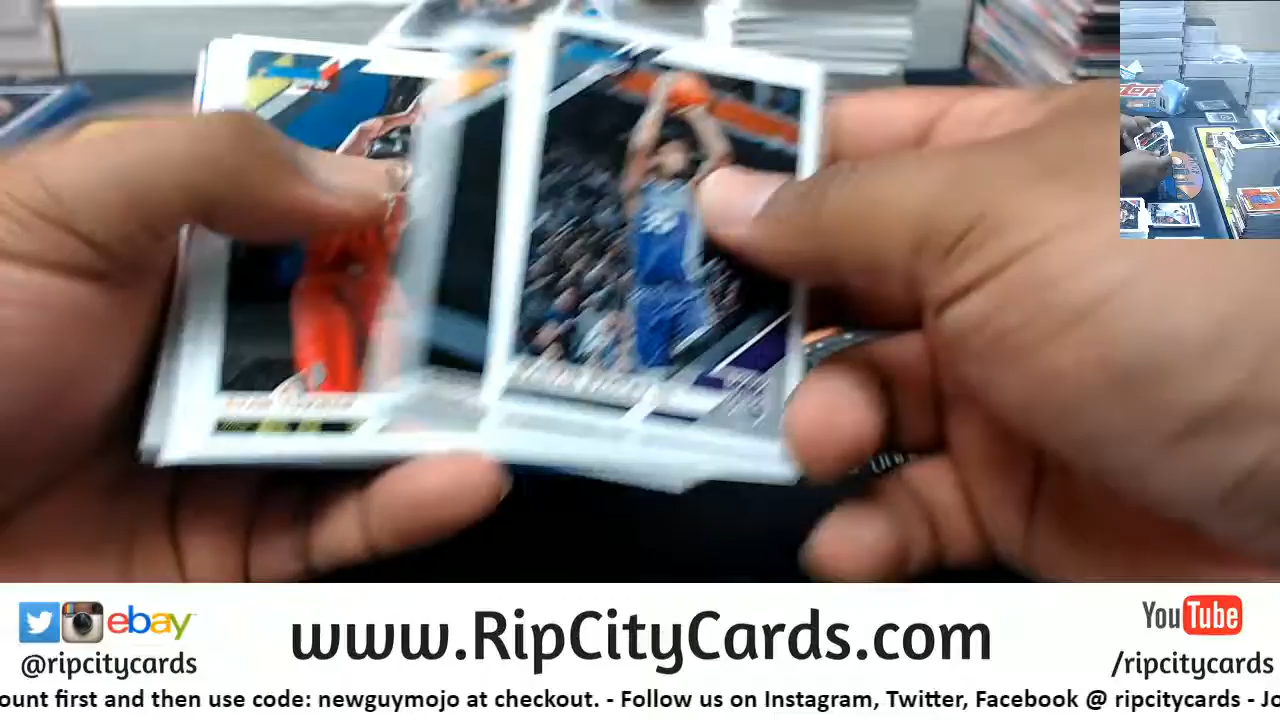 ebay
www.RipCityCards.com
YouTube
@ripcitycards
/ripcitycards
ount first and then use code: newguymojo at checkout. - Follow us on Instagram, Twitter, Facebook @ ripcitycards - Jo